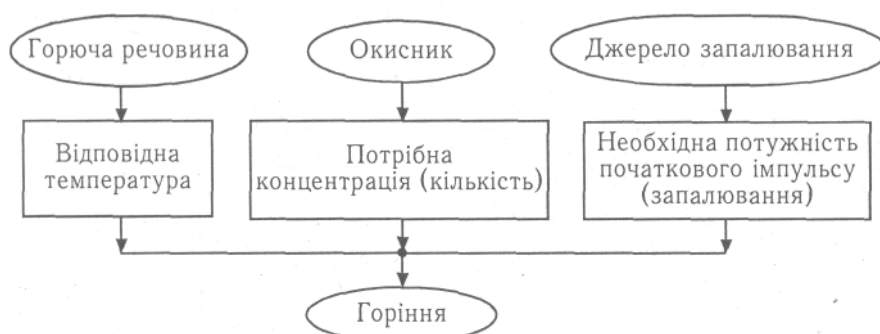 Горюча речовина
Окисник
Джерело запалювання
Відповідна
температура
Потрібна
концентрація (кількість)
Необхідна потужність
початкового імпульсу
(запалювання)
Горіння